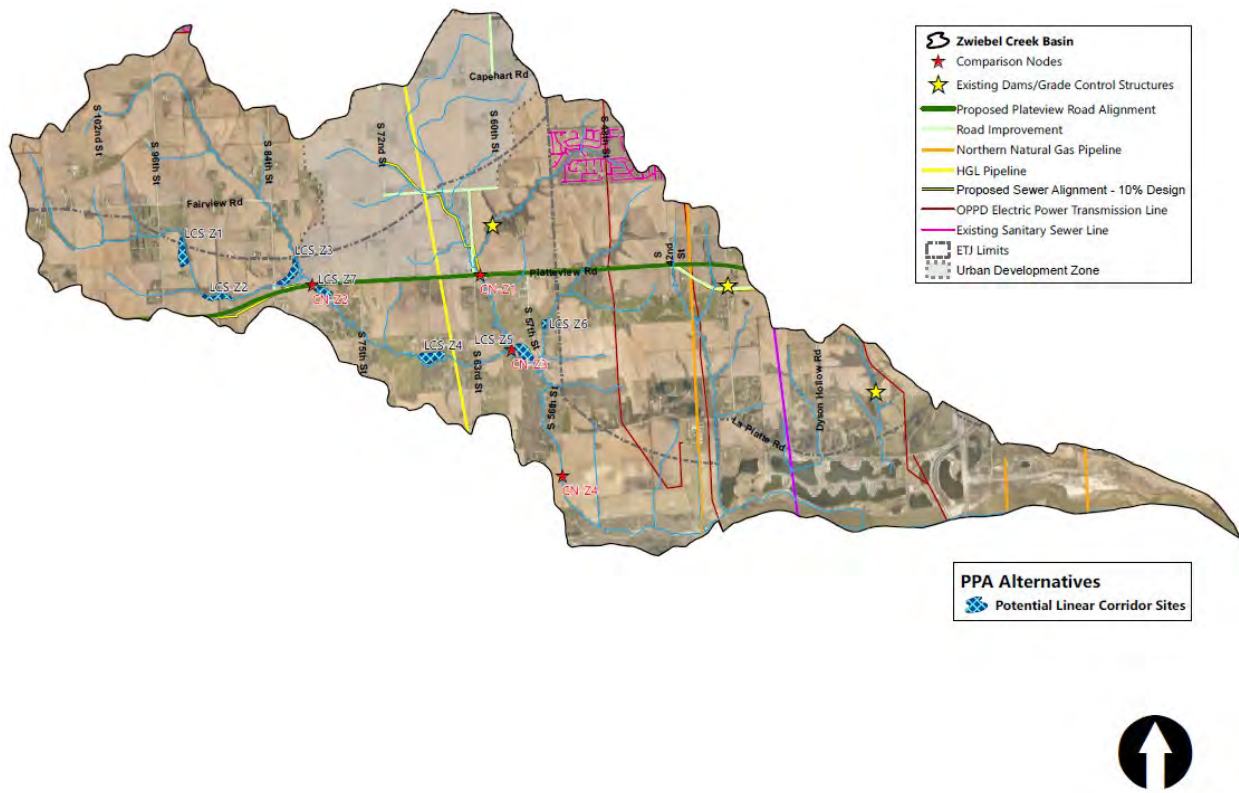 Capehart Rd
S 102nd St
S 96th St
S 84th St
S 72nd St
S 60th St
S 48th St
Fairview Rd
LCS-Z1
LCS-Z3
LCS-Z2
LCS-Z7
CN-Z2
Platteview Rd
CN-Z1
S 42nd St
S 75th St
LCS-Z4
S 63rd St
LCS-Z5
CN-Z3
S 57th St
LCS-Z6
S 56th St
CN-Z4
La Platte Rd
Dyson Hollow Rd
Zwiebel Creek Basin
Comparison Nodes
Existing Dams/Grade Control Structures
Proposed Plateview Road Alignment
Road Improvement
Northern Natural Gas Pipeline
HGL Pipeline
Proposed Sewer Alignment - 10% Design
OPPD Electric Power Transmission Line
Existing Sanitary Sewer Line
ETJ Limits
Urban Development Zone
PPA Alternatives
Potential Linear Corridor Sites